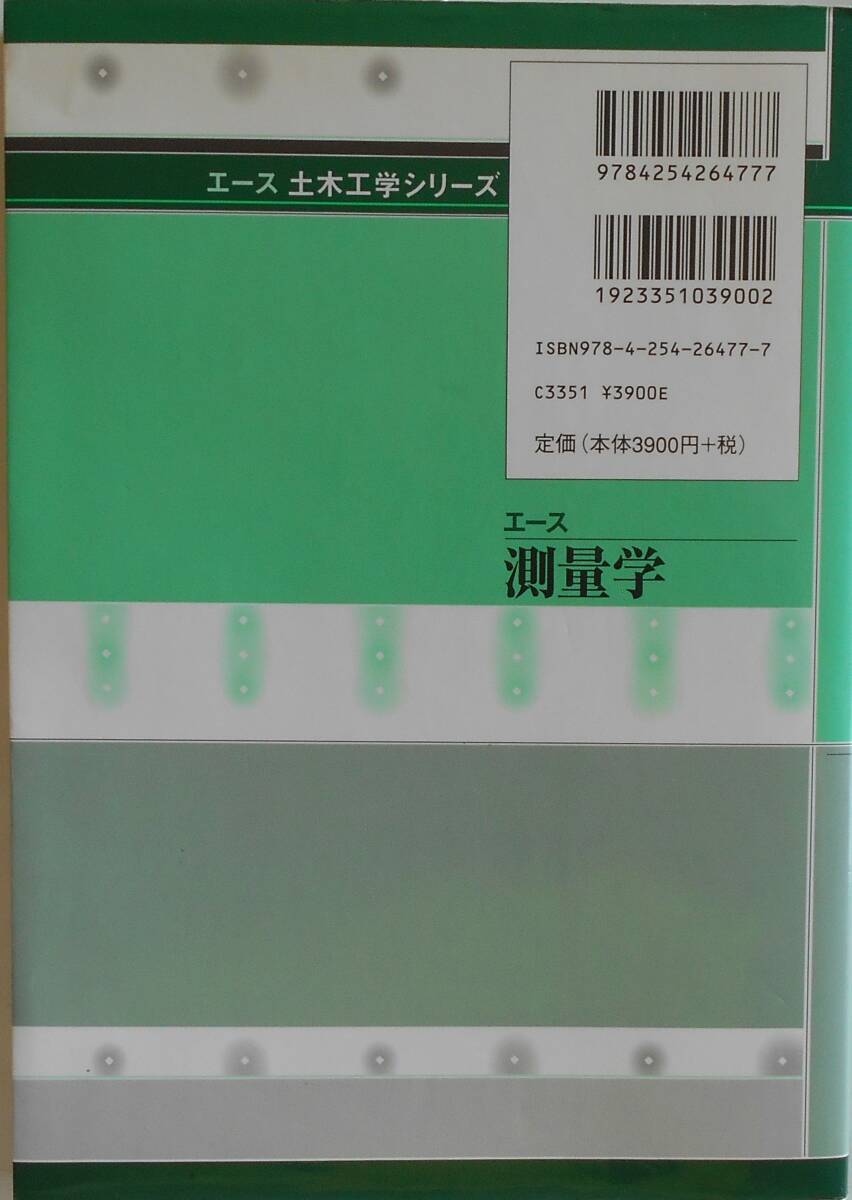 エース 土木工学シリーズ
9784254264777
1923351039002
ISBN978-4-254-26477-7
C3351 ¥3900E
定価(本体3900円+税)
エース
測量学